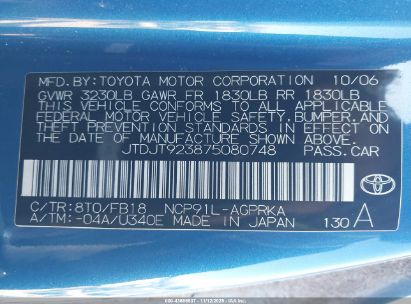 MFD. BY: TOYOTA MOTOR CORPORATION 10/06
GVWR 3230LB GAWR FR 1830LB RR 1830LB
THIS VEHICLE CONFORMS TO ALL APPLICABLE
FEDERAL MOTOR VEHICLE SAFETY, BUMPER,
AND THEFT PREVENTION STANDARDS IN EFFECT ON
THE DATE OF MANUFACTURE SHOWN ABOVE.
JTDJT923875080748 PASS.CAR
C/TR:8T0/FB18 NCP91L-AGPRKA
A/TM:-04A/U340E MADE IN JAPAN 130 A
TOYOTA